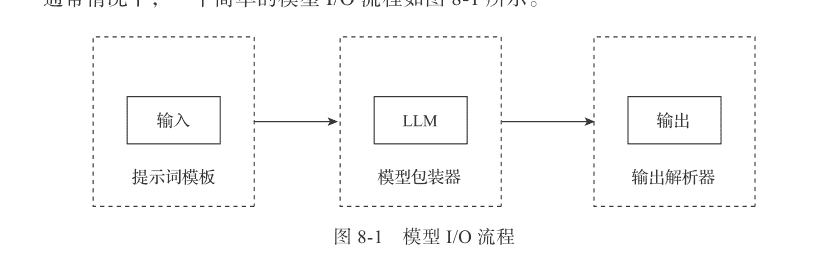 通常情况下，一个简单的模型 I/O 流程如图 8-1 所示。
输入
LLM
输出
提示词模板
模型包装器
输出解析器
图 8-1 模型 I/O 流程